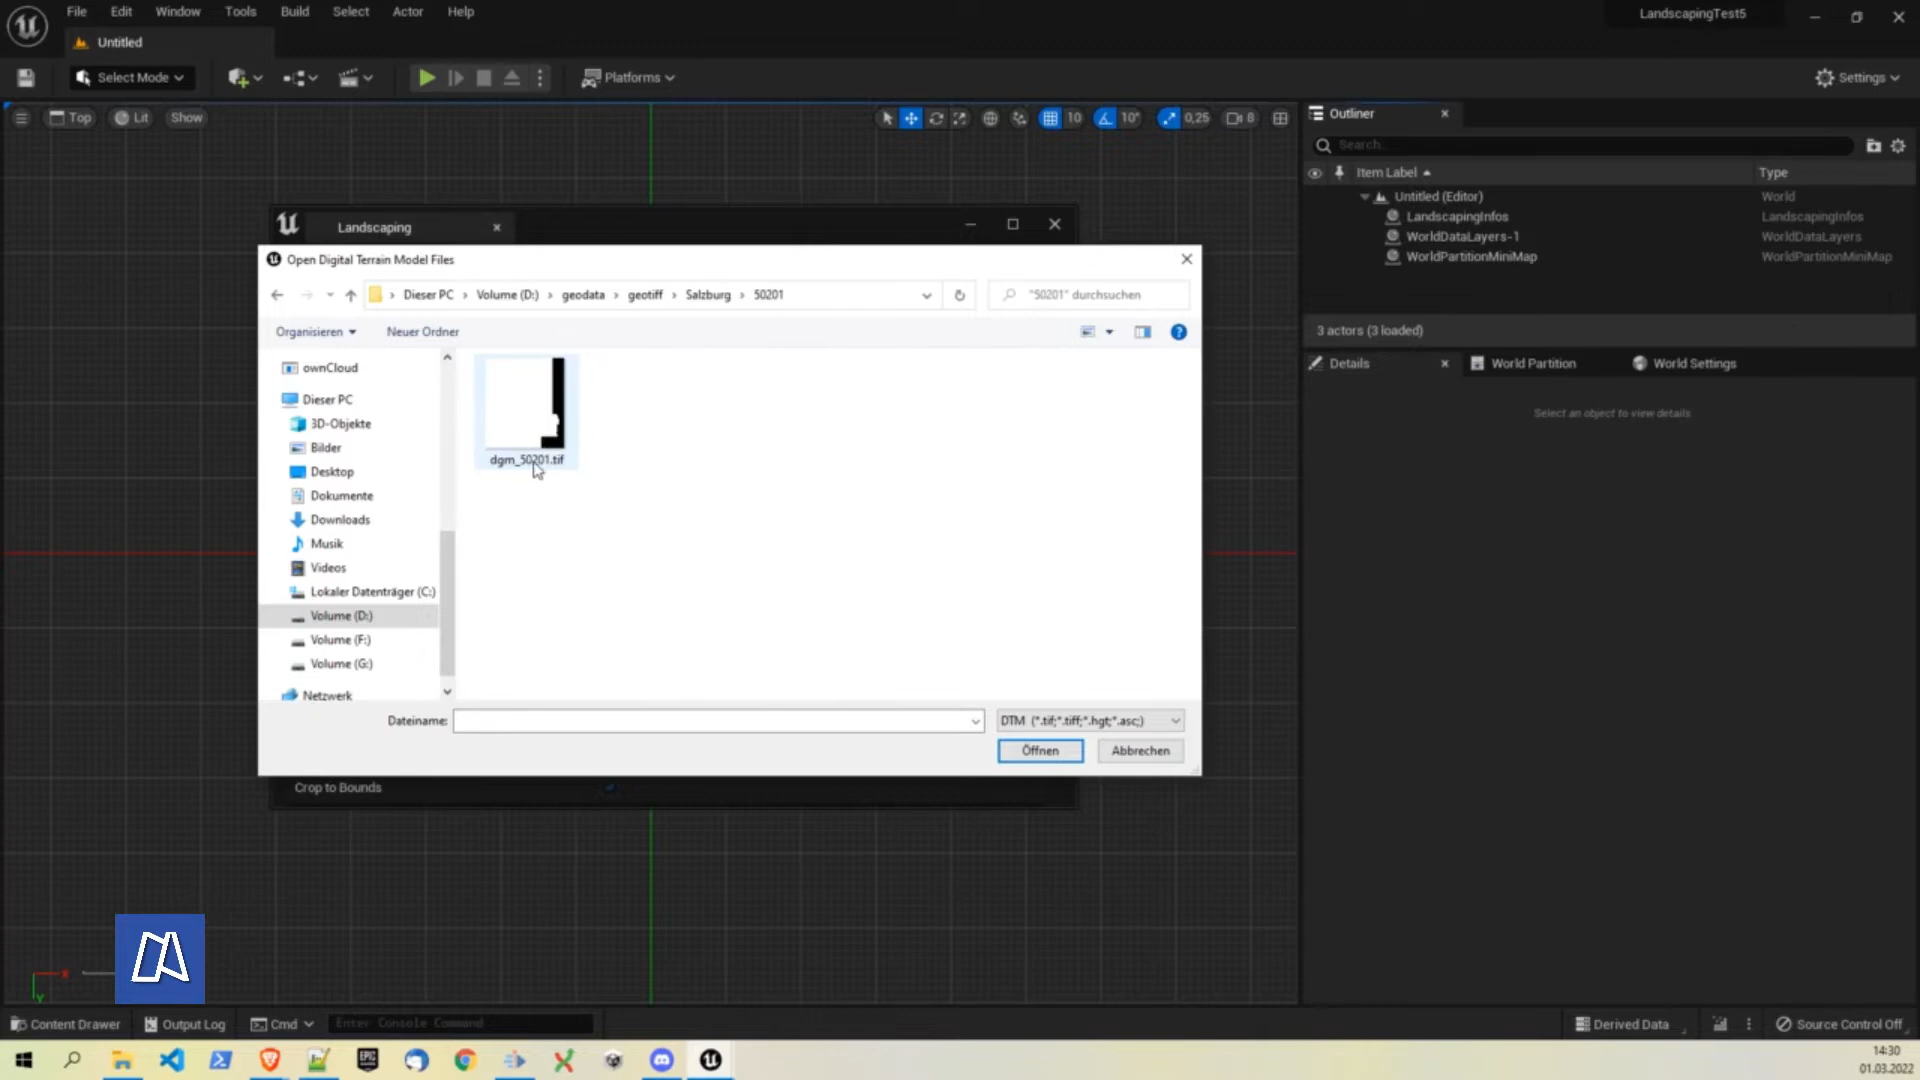 File Edit Window Tools Build Select Actor Help
LandscapingTest5
Untitled
Select Mode
Platforms
Settings
Top Lit Show
10 10° 0,25 8
Outliner
Search...
Item Label Type
Untitled (Editor) World
LandscapingInfos LandscapingInfos
WorldDataLayers-1 WorldDataLayers
WorldPartitionMiniMap WorldPartitionMiniMap
3 actors (3 loaded)
Details World Partition World Settings
Select an object to view details
Landscaping
Open Digital Terrain Model Files
Dieser PC › Volume (D:) › geodata › geotiff › Salzburg › 50201
"50201" durchsuchen
Organisieren Neuer Ordner
ownCloud
Dieser PC
3D-Objekte
Bilder
Desktop
Dokumente
Downloads
Musik
Videos
Lokaler Datenträger (C:)
Volume (D:)
Volume (F:)
Volume (G:)
Netzwerk
dgm_50201.tif
Dateiname:
DTM (*.tif;*.tiff;*.hgt;*.asc;)
Öffnen Abbrechen
Crop to Bounds
X
Y
Content Drawer Output Log Cmd Enter Console Command
Derived Data Source Control Off
EPIC
14:30
01.03.2022